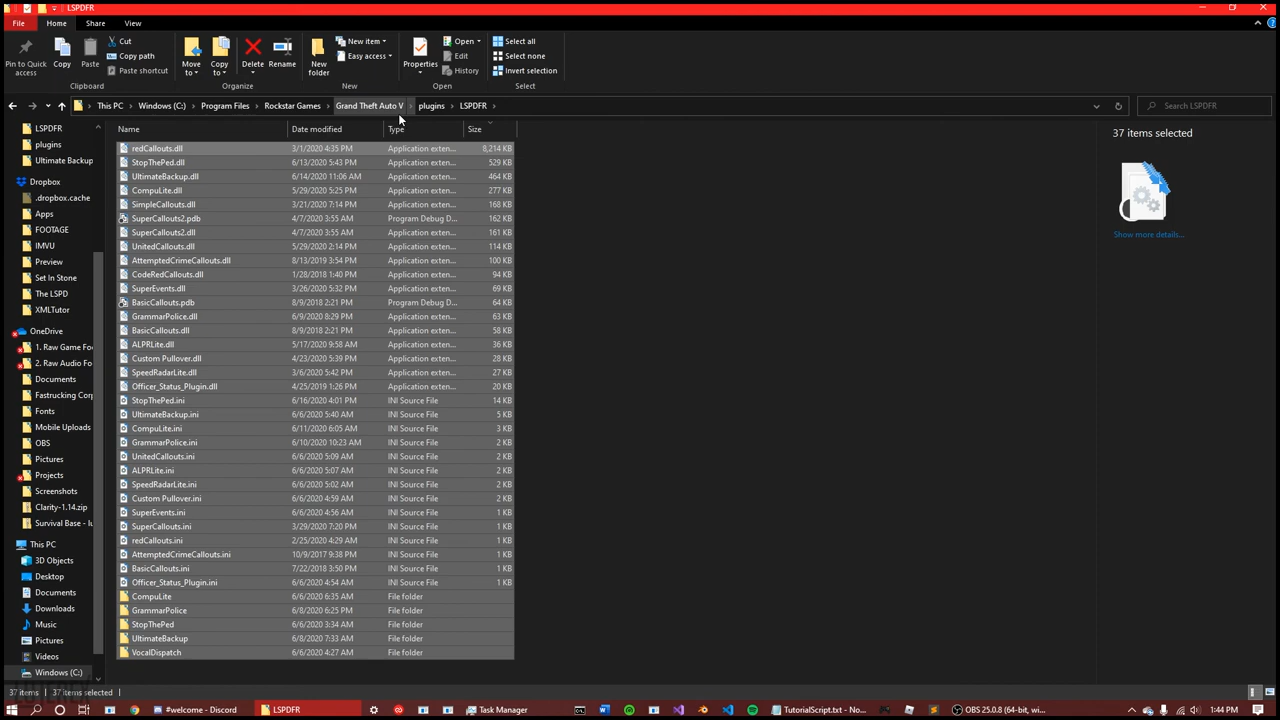 LSPDFR
File Home Share View
Pin to Quick access
Copy
Paste
Cut
Copy path
Paste shortcut
Clipboard
Move to
Copy to
Delete
Rename
Organize
New folder
New item
Easy access
New
Properties
Open
Edit
History
Open
Select all
Select none
Invert selection
Select
This PC › Windows (C:) › Program Files › Rockstar Games › Grand Theft Auto V › plugins › LSPDFR ›
Search LSPDFR
LSPDFR
plugins
Ultimate Backup
Dropbox
.dropbox.cache
Apps
FOOTAGE
IMVU
Preview
Set In Stone
The LSPD
XMLTutor
OneDrive
1. Raw Game Fo
2. Raw Audio Fo
Documents
Fastrucking Corp
Fonts
Mobile Uploads
OBS
Pictures
Projects
Screenshots
Clarity-1.14.zip
Survival Base - Iu
This PC
3D Objects
Desktop
Documents
Downloads
Music
Pictures
Videos
Windows (C:)
Name Date modified Type Size
redCallouts.dll 3/1/2020 4:35 PM Application exten... 8,214 KB
StopThePed.dll 6/13/2020 5:43 PM Application exten... 529 KB
UltimateBackup.dll 6/14/2020 11:06 AM Application exten... 464 KB
CompuLite.dll 5/29/2020 5:25 PM Application exten... 277 KB
SimpleCallouts.dll 3/21/2020 7:14 PM Application exten... 168 KB
SuperCallouts2.pdb 4/7/2020 3:55 AM Program Debug D... 162 KB
SuperCallouts2.dll 4/7/2020 3:55 AM Application exten... 161 KB
UnitedCallouts.dll 5/29/2020 2:14 PM Application exten... 114 KB
AttemptedCrimeCallouts.dll 8/13/2019 3:54 PM Application exten... 100 KB
CodeRedCallouts.dll 1/28/2018 1:40 PM Application exten... 94 KB
SuperEvents.dll 3/26/2020 5:32 PM Application exten... 69 KB
BasicCallouts.pdb 8/9/2018 2:21 PM Program Debug D... 64 KB
GrammarPolice.dll 6/9/2020 8:29 PM Application exten... 63 KB
BasicCallouts.dll 8/9/2018 2:21 PM Application exten... 58 KB
ALPRLite.dll 5/17/2020 9:58 AM Application exten... 36 KB
Custom Pullover.dll 4/23/2020 5:39 PM Application exten... 28 KB
SpeedRadarLite.dll 3/6/2020 5:42 PM Application exten... 27 KB
Officer_Status_Plugin.dll 4/25/2019 1:26 PM Application exten... 20 KB
StopThePed.ini 6/16/2020 4:01 PM INI Source File 14 KB
UltimateBackup.ini 6/6/2020 5:40 AM INI Source File 5 KB
CompuLite.ini 6/11/2020 6:05 AM INI Source File 3 KB
GrammarPolice.ini 6/10/2020 10:23 AM INI Source File 2 KB
UnitedCallouts.ini 6/6/2020 5:09 AM INI Source File 2 KB
ALPRLite.ini 6/6/2020 5:07 AM INI Source File 2 KB
SpeedRadarLite.ini 6/6/2020 5:02 AM INI Source File 2 KB
Custom Pullover.ini 6/6/2020 4:59 AM INI Source File 2 KB
SuperEvents.ini 6/6/2020 4:56 AM INI Source File 1 KB
SuperCallouts.ini 3/29/2020 7:20 PM INI Source File 1 KB
redCallouts.ini 2/25/2020 4:29 AM INI Source File 1 KB
AttemptedCrimeCallouts.ini 10/9/2017 9:38 PM INI Source File 1 KB
BasicCallouts.ini 7/22/2018 3:50 PM INI Source File 1 KB
Officer_Status_Plugin.ini 6/6/2020 4:54 AM INI Source File 1 KB
CompuLite 6/6/2020 6:35 AM File folder
GrammarPolice 6/8/2020 6:25 PM File folder
StopThePed 6/6/2020 3:34 AM File folder
UltimateBackup 6/8/2020 7:33 AM File folder
VocalDispatch 6/6/2020 4:27 AM File folder
37 items selected
Show more details...
37 items 37 items selected
#welcome - Discord
LSPDFR
Task Manager
TutorialScript.txt - No...
OBS 25.0.8 (64-bit, wi...
1:44 PM